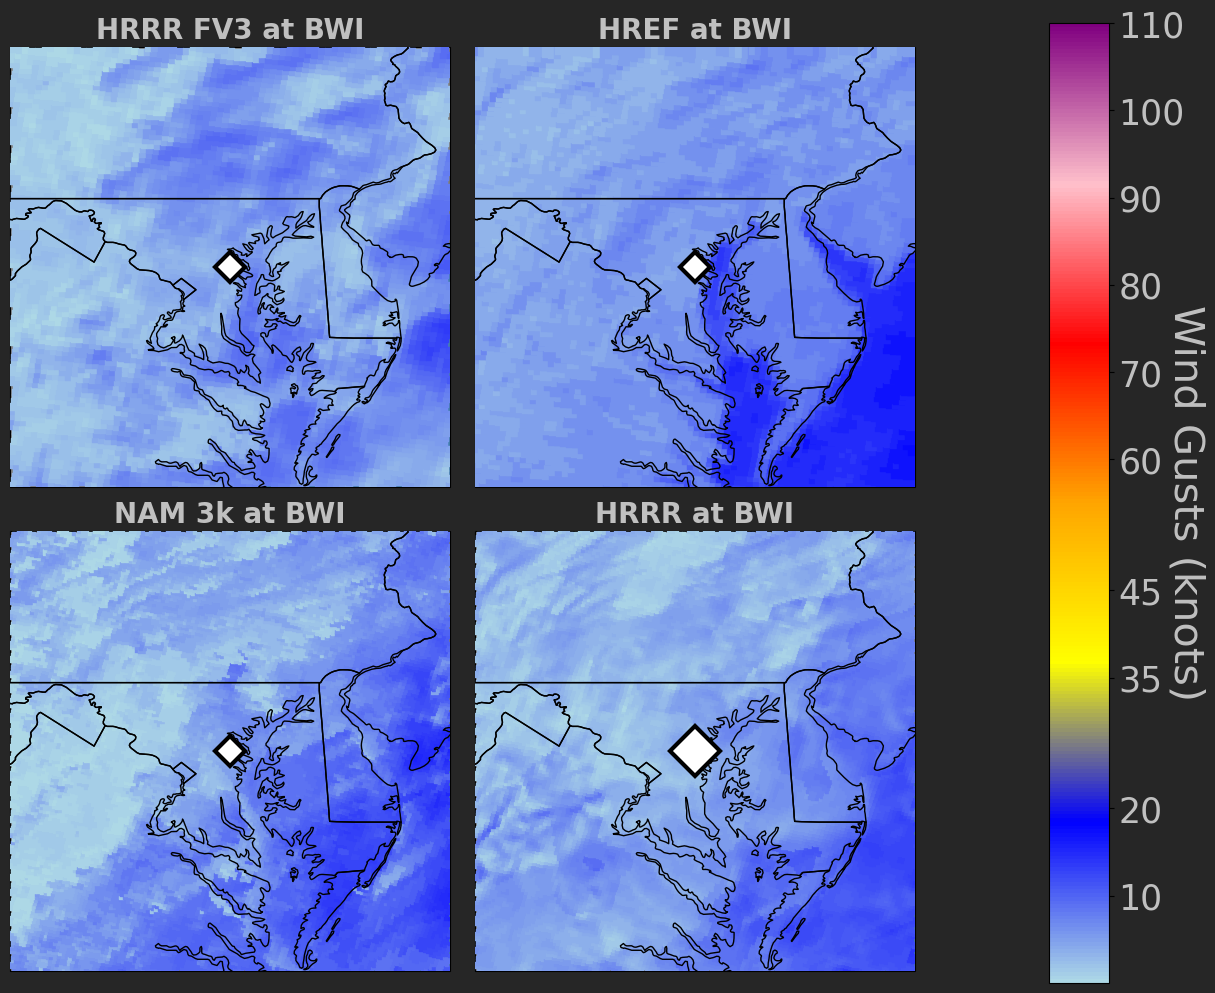 HRRR FV3 at BWI
HREF at BWI
NAM 3k at BWI
HRRR at BWI
110
100
90
80
70
60
45
35
20
10
Wind Gusts (knots)